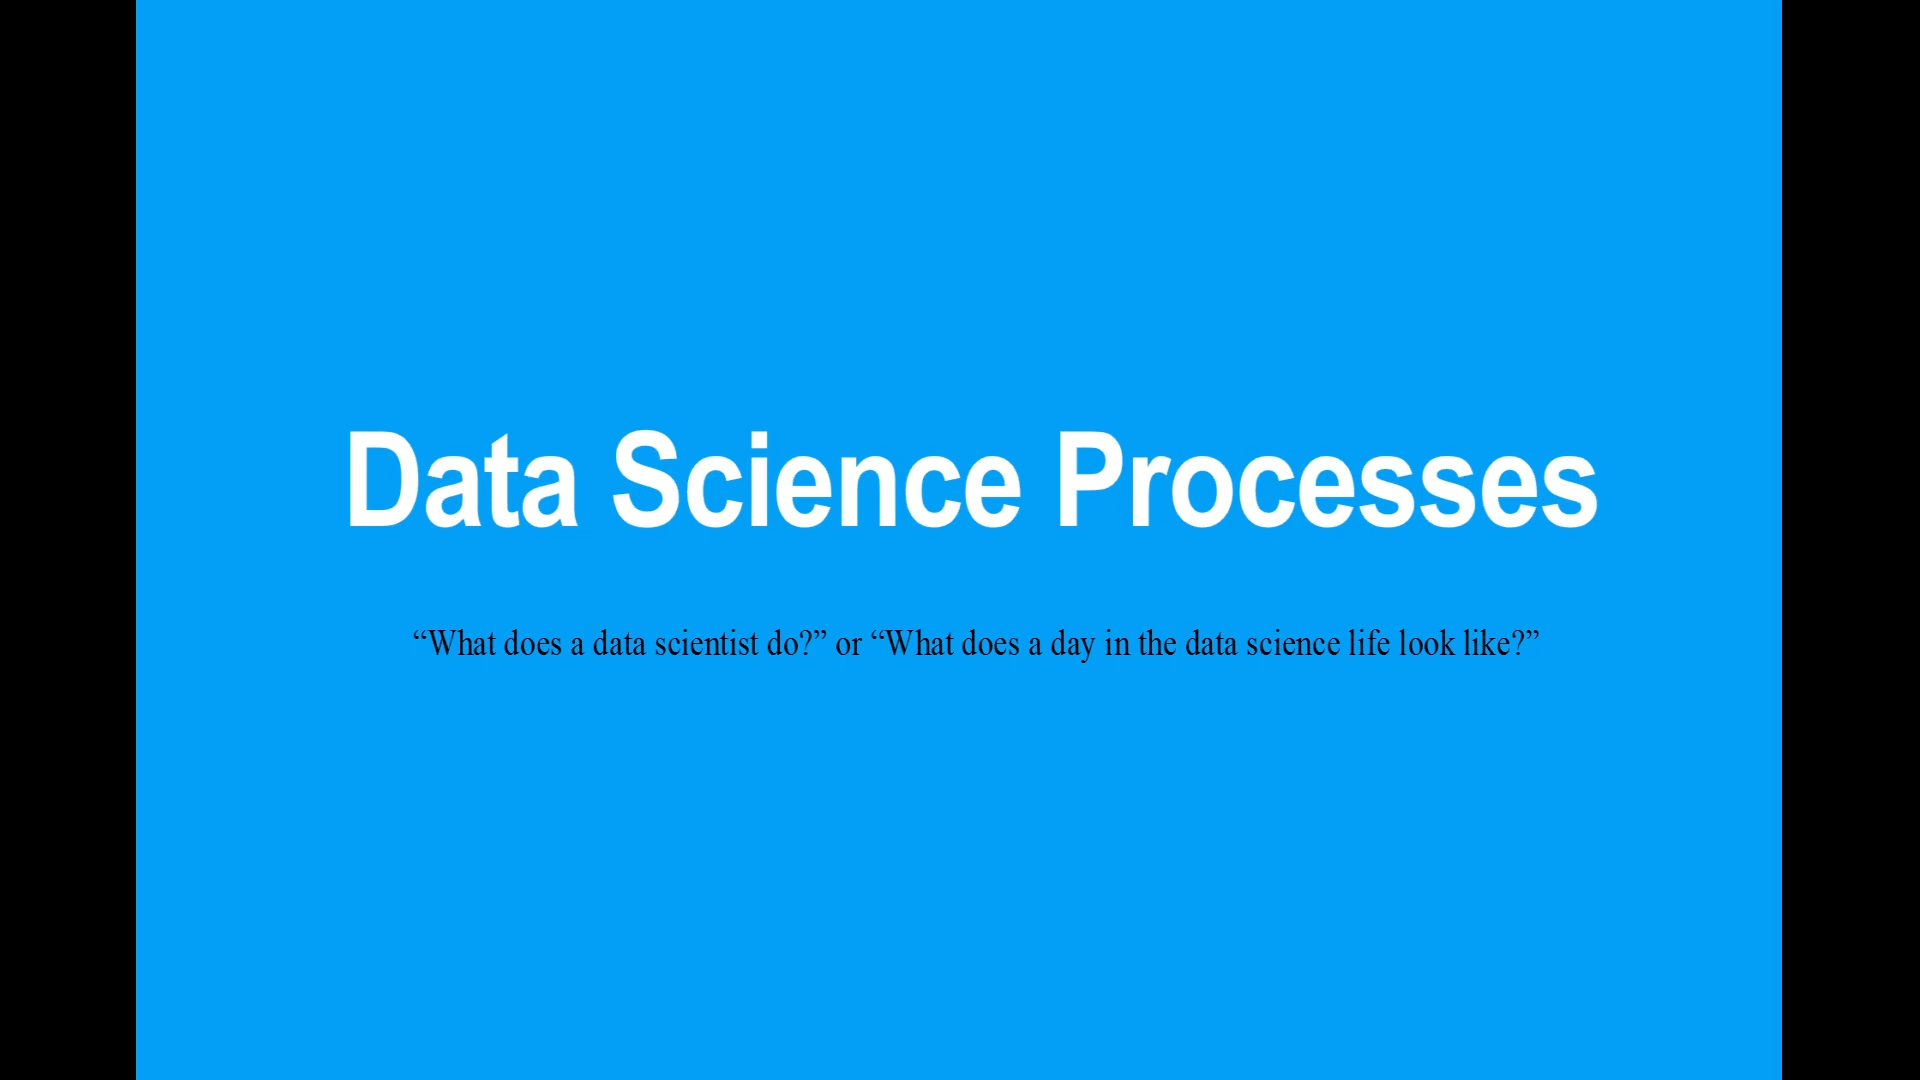 Data Science Processes
“What does a data scientist do?” or “What does a day in the data science life look like?”